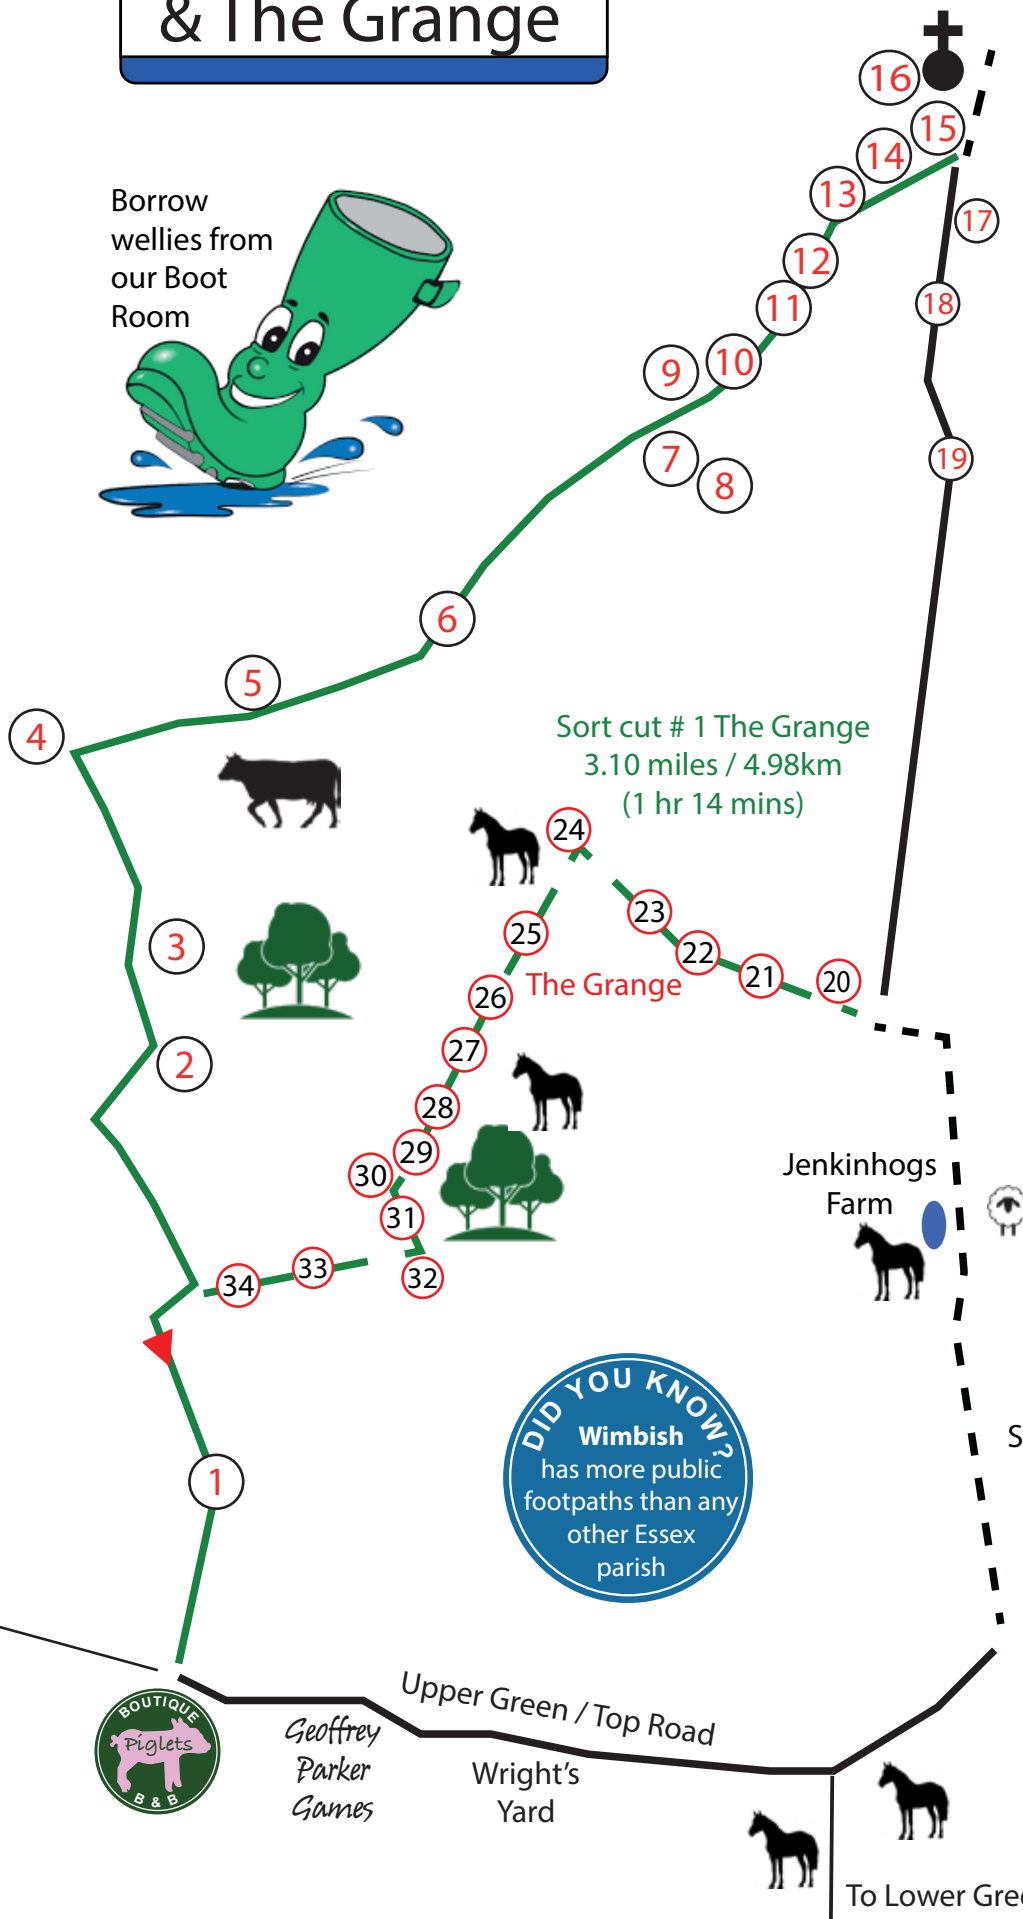 & The Grange
16
15
14
13
17
12
18
11
10
9
19
7
8
Borrow
wellies from
our Boot
Room
6
5
4
Sort cut # 1 The Grange
3.10 miles / 4.98km
(1 hr 14 mins)
24
23
25
3
22
21
20
The Grange
26
27
2
28
29
30
31
32
33
34
Jenkinhogs
Farm
DID YOU KNOW?
Wimbish
has more public
footpaths than any
other Essex
parish
S
1
Upper Green / Top Road
BOUTIQUE
Piglets
B & B
Geoffrey
Parker
Games
Wright's
Yard
To Lower Gree